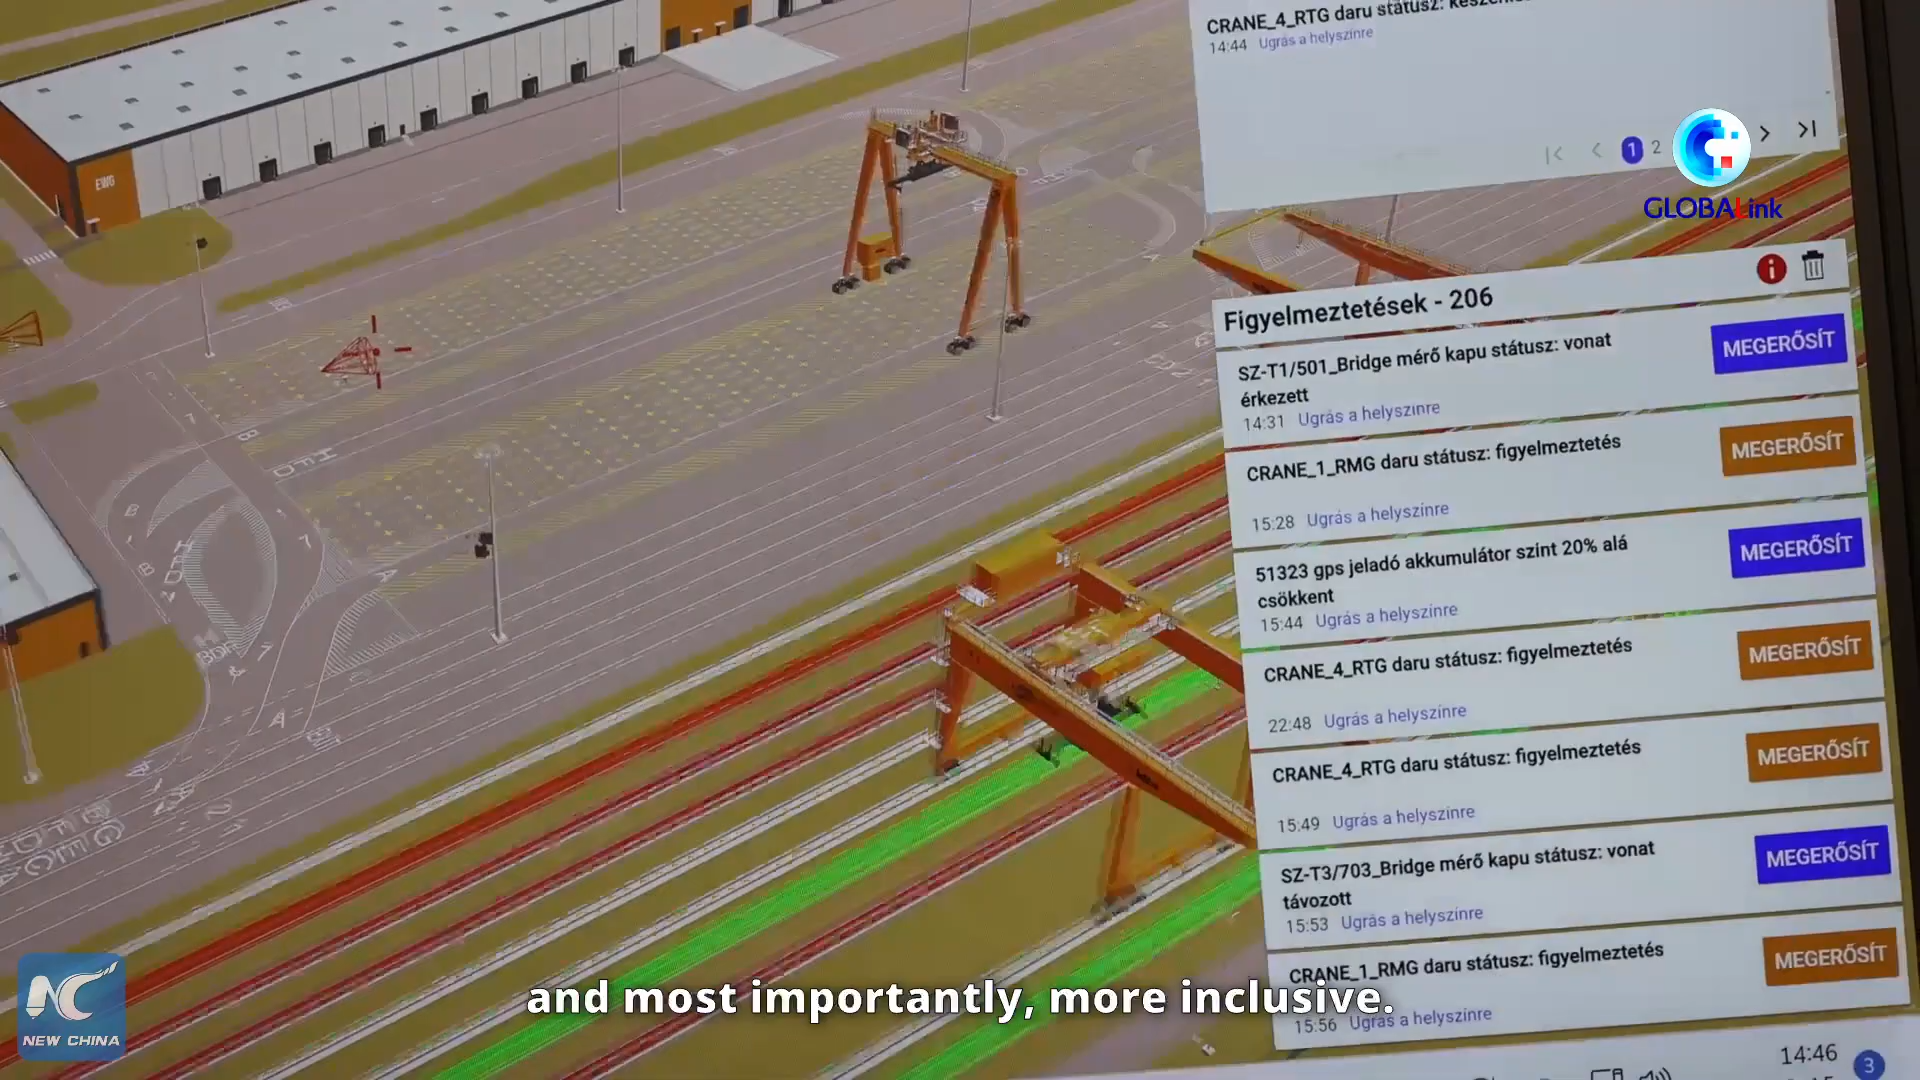 CRANE_4_RTG daru státusz:
14:44 Ugrás a helyszínre
1 2
GLOBALink
EWG
Figyelmeztetések - 206
SZ-T1/501_Bridge mérő kapu státusz: vonat
érkezett
14:31 Ugrás a helyszínre
MEGERŐSÍT
CRANE_1_RMG daru státusz: figyelmeztetés
15:28 Ugrás a helyszínre
MEGERŐSÍT
51323 gps jeladó akkumulátor szint 20% alá
csökkent
15:44 Ugrás a helyszínre
MEGERŐSÍT
CRANE_4_RTG daru státusz: figyelmeztetés
22:48 Ugrás a helyszínre
MEGERŐSÍT
CRANE_4_RTG daru státusz: figyelmeztetés
15:49 Ugrás a helyszínre
MEGERŐSÍT
SZ-T3/703_Bridge mérő kapu státusz: vonat
távozott
15:53 Ugrás a helyszínre
MEGERŐSÍT
CRANE_1_RMG daru státusz: figyelmeztetés
15:56 Ugrás a helyszínre
MEGERŐSÍT
and most importantly, more inclusive.
NEW CHINA
14:46
3